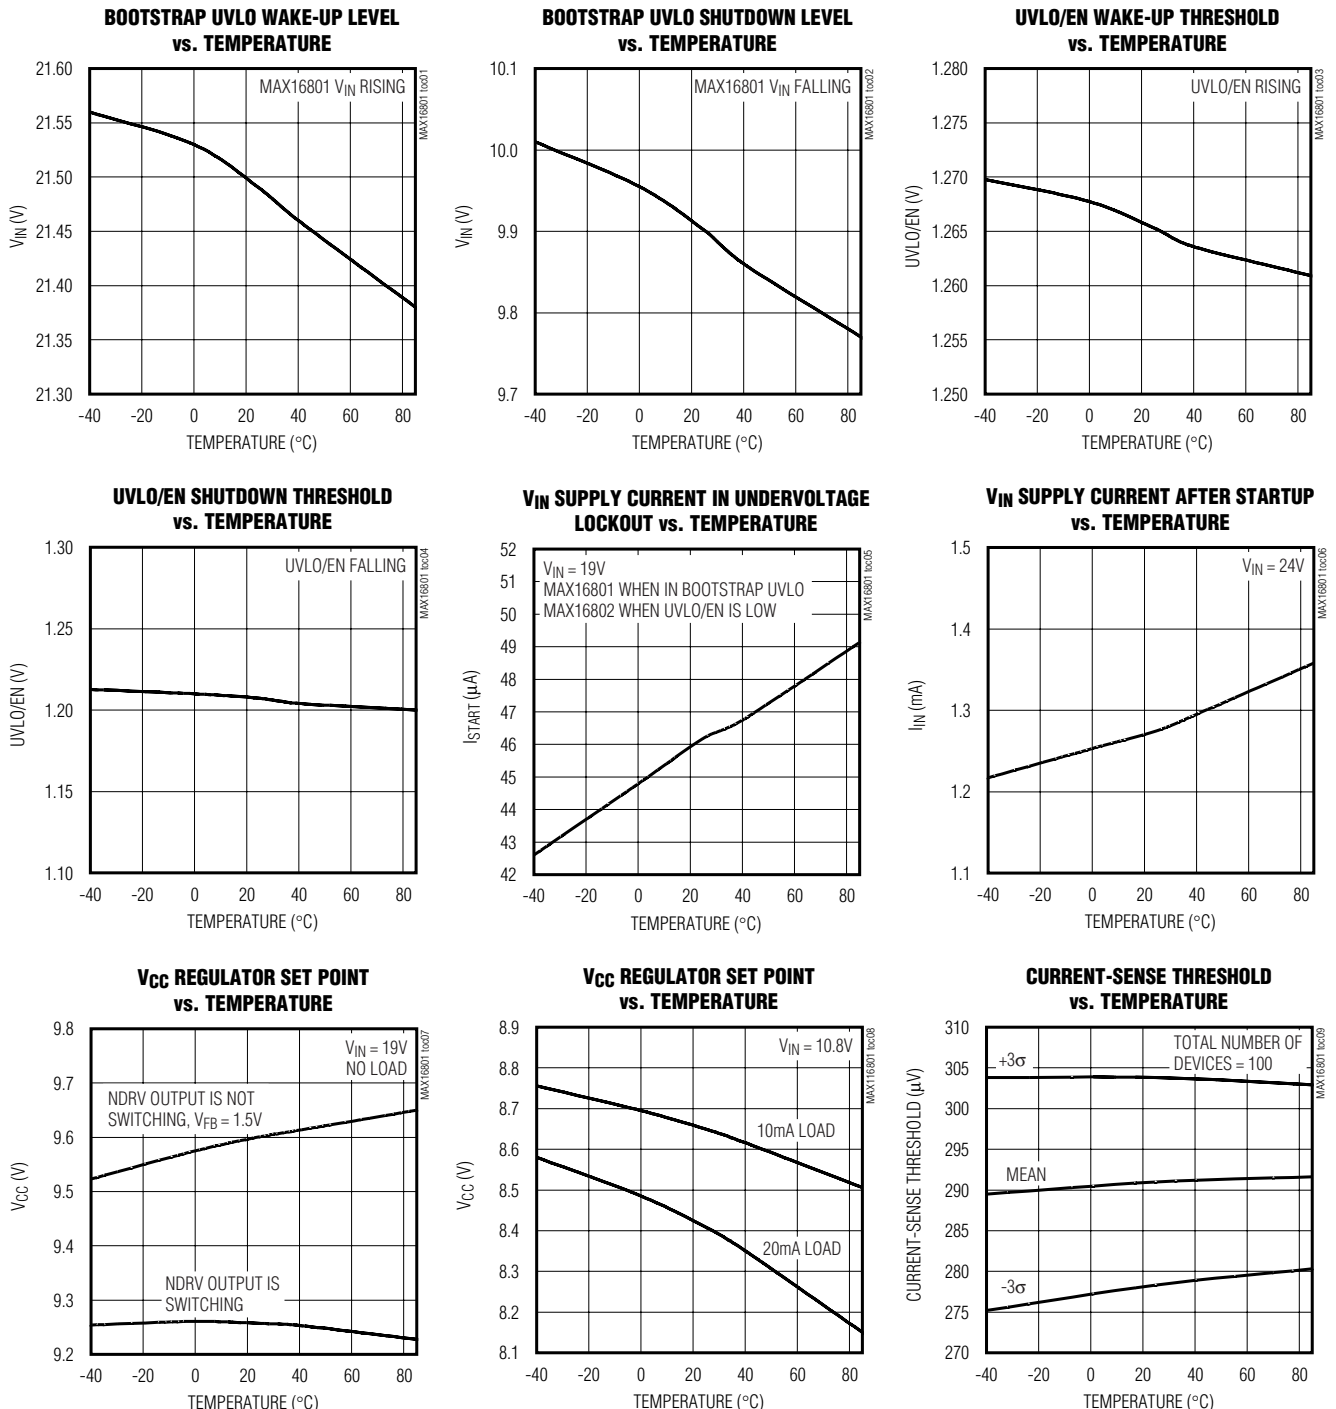 BOOTSTRAP UVLO WAKE-UP LEVEL
vs. TEMPERATURE
MAX16801 toc01
MAX16801 VIN RISING
VIN (V)
21.60
21.55
21.50
21.45
21.40
21.35
21.30
-40 -20 0 20 40 60 80
TEMPERATURE (°C)
BOOTSTRAP UVLO SHUTDOWN LEVEL
vs. TEMPERATURE
MAX16801 toc02
MAX16801 VIN FALLING
VIN (V)
10.1
10.0
9.9
9.8
9.7
-40 -20 0 20 40 60 80
TEMPERATURE (°C)
UVLO/EN WAKE-UP THRESHOLD
vs. TEMPERATURE
MAX16801 toc03
UVLO/EN RISING
UVLO/EN (V)
1.280
1.275
1.270
1.265
1.260
1.255
1.250
-40 -20 0 20 40 60 80
TEMPERATURE (°C)
UVLO/EN SHUTDOWN THRESHOLD
vs. TEMPERATURE
MAX16801 toc04
UVLO/EN FALLING
UVLO/EN (V)
1.30
1.25
1.20
1.15
1.10
-40 -20 0 20 40 60 80
TEMPERATURE (°C)
VIN SUPPLY CURRENT IN UNDERVOLTAGE
LOCKOUT vs. TEMPERATURE
MAX16801 toc05
VIN = 19V
MAX16801 WHEN IN BOOTSTRAP UVLO
MAX16802 WHEN UVLO/EN IS LOW
ISTART (µA)
52
51
50
49
48
47
46
45
44
43
42
-40 -20 0 20 40 60 80
TEMPERATURE (°C)
VIN SUPPLY CURRENT AFTER STARTUP
vs. TEMPERATURE
MAX16801 toc06
VIN = 24V
IIN (mA)
1.5
1.4
1.3
1.2
1.1
-40 -20 0 20 40 60 80
TEMPERATURE (°C)
VCC REGULATOR SET POINT
vs. TEMPERATURE
MAX16801 toc07
VIN = 19V
NO LOAD
NDRV OUTPUT IS NOT
SWITCHING, VFB = 1.5V
NDRV OUTPUT IS
SWITCHING
VCC (V)
9.8
9.7
9.6
9.5
9.4
9.3
9.2
-40 -20 0 20 40 60 80
TEMPERATURE (°C)
VCC REGULATOR SET POINT
vs. TEMPERATURE
MAX116801 toc08
VIN = 10.8V
10mA LOAD
20mA LOAD
VCC (V)
8.9
8.8
8.7
8.6
8.5
8.4
8.3
8.2
8.1
-40 -20 0 20 40 60 80
TEMPERATURE (°C)
CURRENT-SENSE THRESHOLD
vs. TEMPERATURE
MAX16801 toc09
TOTAL NUMBER OF
DEVICES = 100
+3σ
MEAN
-3σ
CURRENT-SENSE THRESHOLD (µV)
310
305
300
295
290
285
280
275
270
-40 -20 0 20 40 60 80
TEMPERATURE (°C)